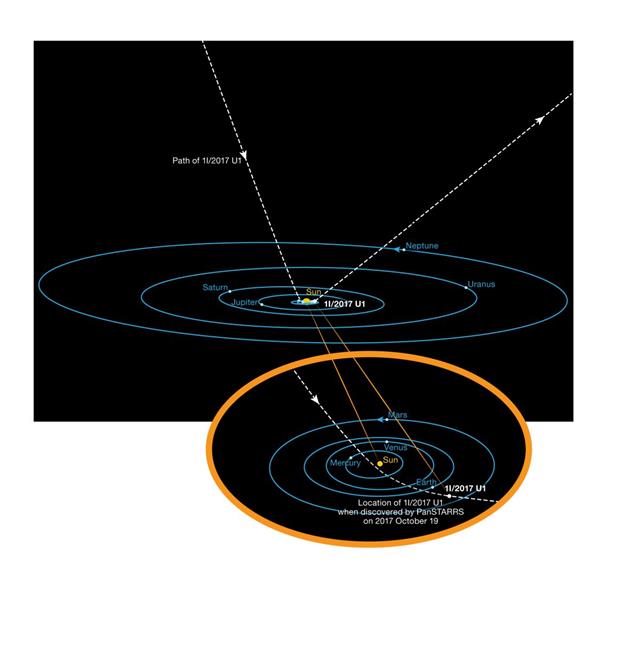 Path of 1I/2017 U1
Neptune
Saturn
Uranus
Sun
Jupiter
1I/2017 U1
Mars
Venus
Mercury
Sun
Earth
1I/2017 U1
Location of 1I/2017 U1
when discovered by PanSTARRS
on 2017 October 19